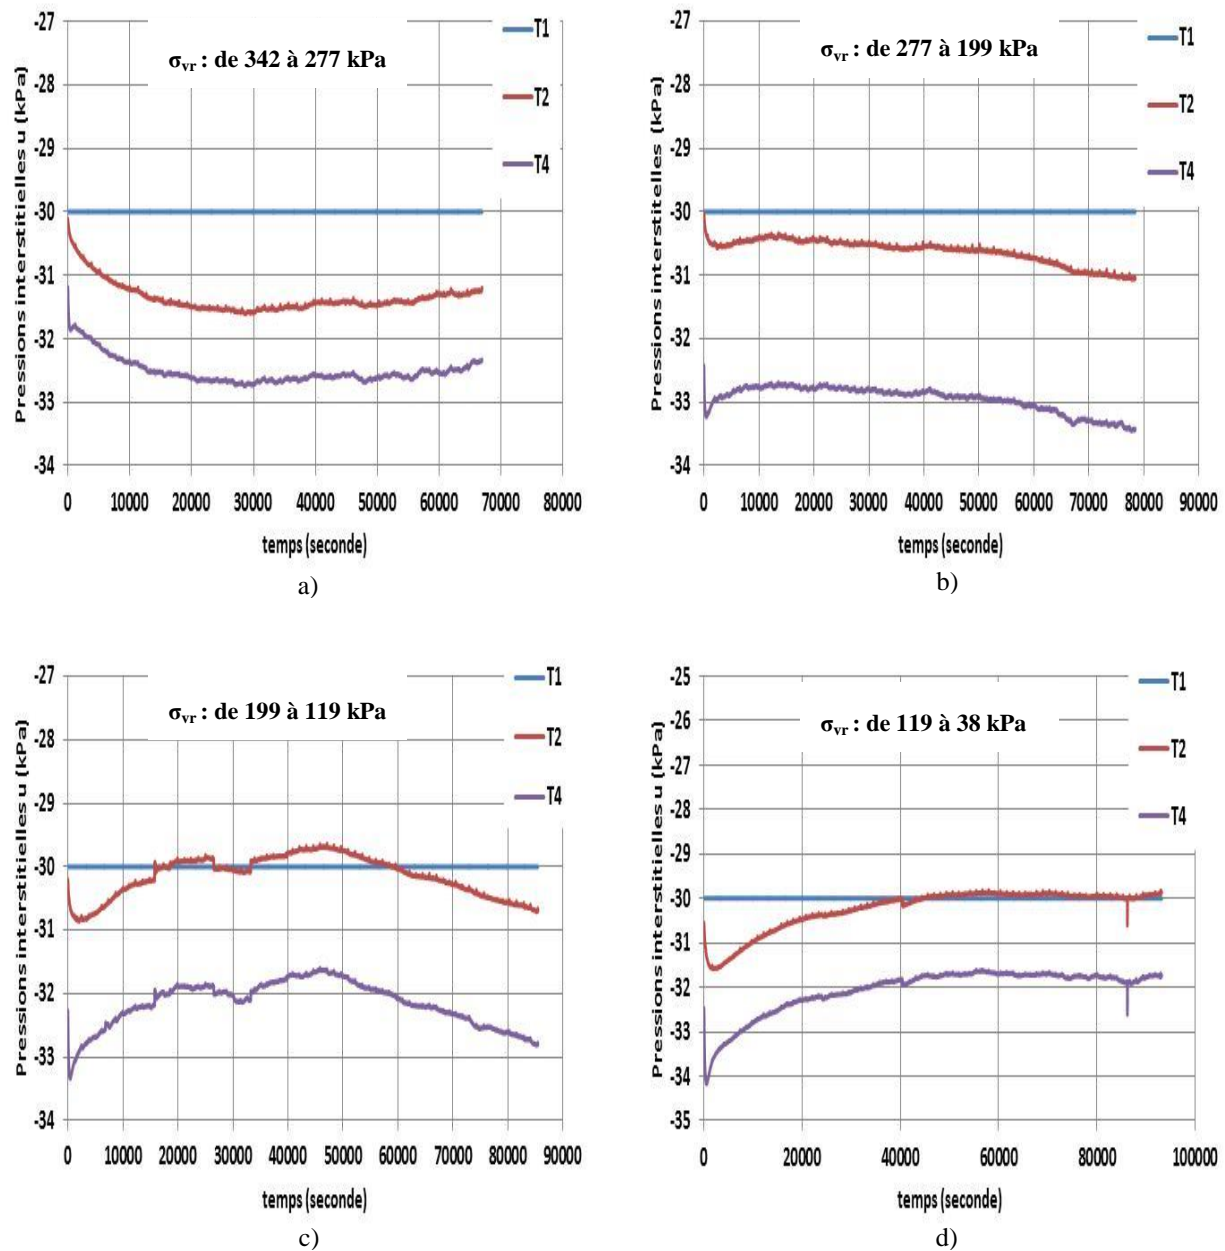 -27
-28
-29
-30
-31
-32
-33
-34
Pressions interstitielles u (kPa)
σvr : de 342 à 277 kPa
T1
T2
T4
0 10000 20000 30000 40000 50000 60000 70000 80000
temps (seconde)
a)
-27
-28
-29
-30
-31
-32
-33
-34
Pressions interstitelles (kPa)
σvr : de 277 à 199 kPa
T1
T2
T4
0 10000 20000 30000 40000 50000 60000 70000 80000 90000
temps (seconde)
b)
-27
-28
-29
-30
-31
-32
-33
-34
Pressions interstitielles u (kPa)
σvr : de 199 à 119 kPa
T1
T2
T4
0 10000 20000 30000 40000 50000 60000 70000 80000 90000
temps (seconde)
c)
-25
-26
-27
-28
-29
-30
-31
-32
-33
-34
-35
Pressions interstitielles u (kPa)
σvr : de 119 à 38 kPa
T1
T2
T4
0 20000 40000 60000 80000 100000
temps (seconde)
d)